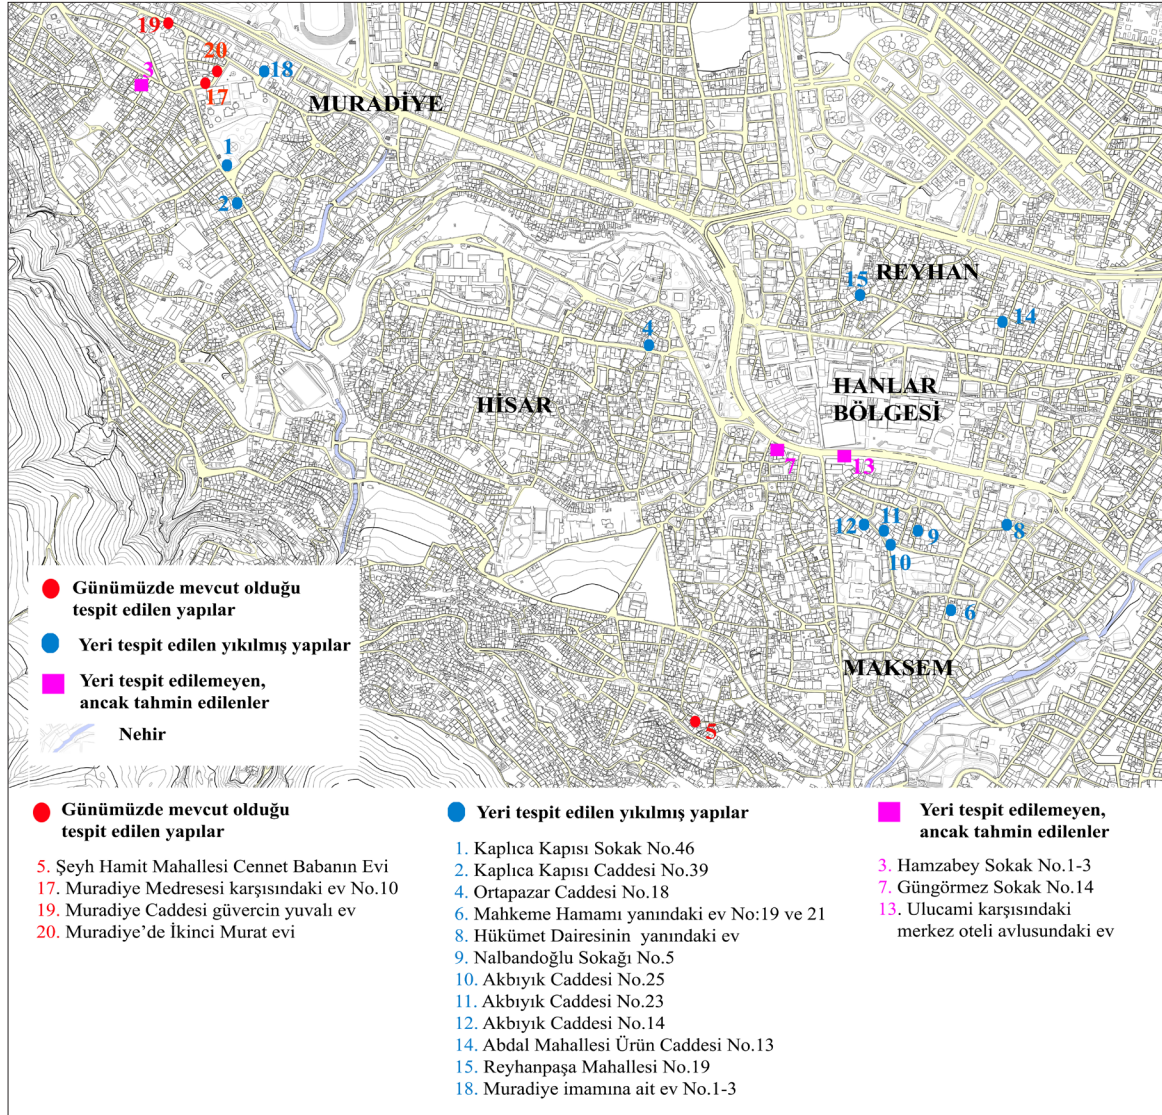 19
20
3
18
17
MURADİYE
1
2
REYHAN
15
14
4
HANLAR
BÖLGESİ
HİSAR
7
13
12
11
9
8
10
6
MAKSEM
5
Günümüzde mevcut olduğu
tespit edilen yapılar
Yeri tespit edilen yıkılmış yapılar
Yeri tespit edilemeyen,
ancak tahmin edilenler
Nehir
Günümüzde mevcut olduğu
tespit edilen yapılar
5. Şeyh Hamit Mahallesi Cennet Babanın Evi
17. Muradiye Medresesi karşısındaki ev No.10
19. Muradiye Caddesi güvercin yuvalı ev
20. Muradiye'de İkinci Murat evi
Yeri tespit edilen yıkılmış yapılar
1. Kaplıca Kapısı Sokak No.46
2. Kaplıca Kapısı Caddesi No.39
4. Ortapazar Caddesi No.18
6. Mahkeme Hamamı yanındaki ev No:19 ve 21
8. Hükümet Dairesinin yanındaki ev
9. Nalbandoğlu Sokağı No.5
10. Akbıyık Caddesi No.25
11. Akbıyık Caddesi No.23
12. Akbıyık Caddesi No.14
14. Abdal Mahallesi Ürün Caddesi No.13
15. Reyhanpaşa Mahallesi No.19
18. Muradiye imamına ait ev No.1-3
Yeri tespit edilemeyen,
ancak tahmin edilenler
3. Hamzabey Sokak No.1-3
7. Güngörmez Sokak No.14
13. Ulucami karşısındaki
merkez oteli avlusundaki ev